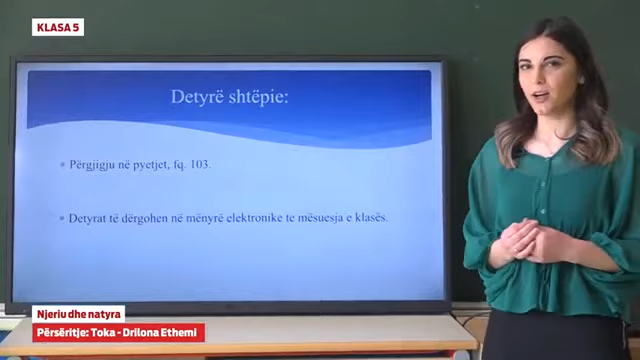 KLASA 5
Detyrë shtëpie:
Përgjigju në pyetjet, fq. 103.
Detyrat të dërgohen në mënyrë elektronike te mësuesja e klasës.
Njeriu dhe natyra
Përsëritje: Toka - Drilona Ethemi